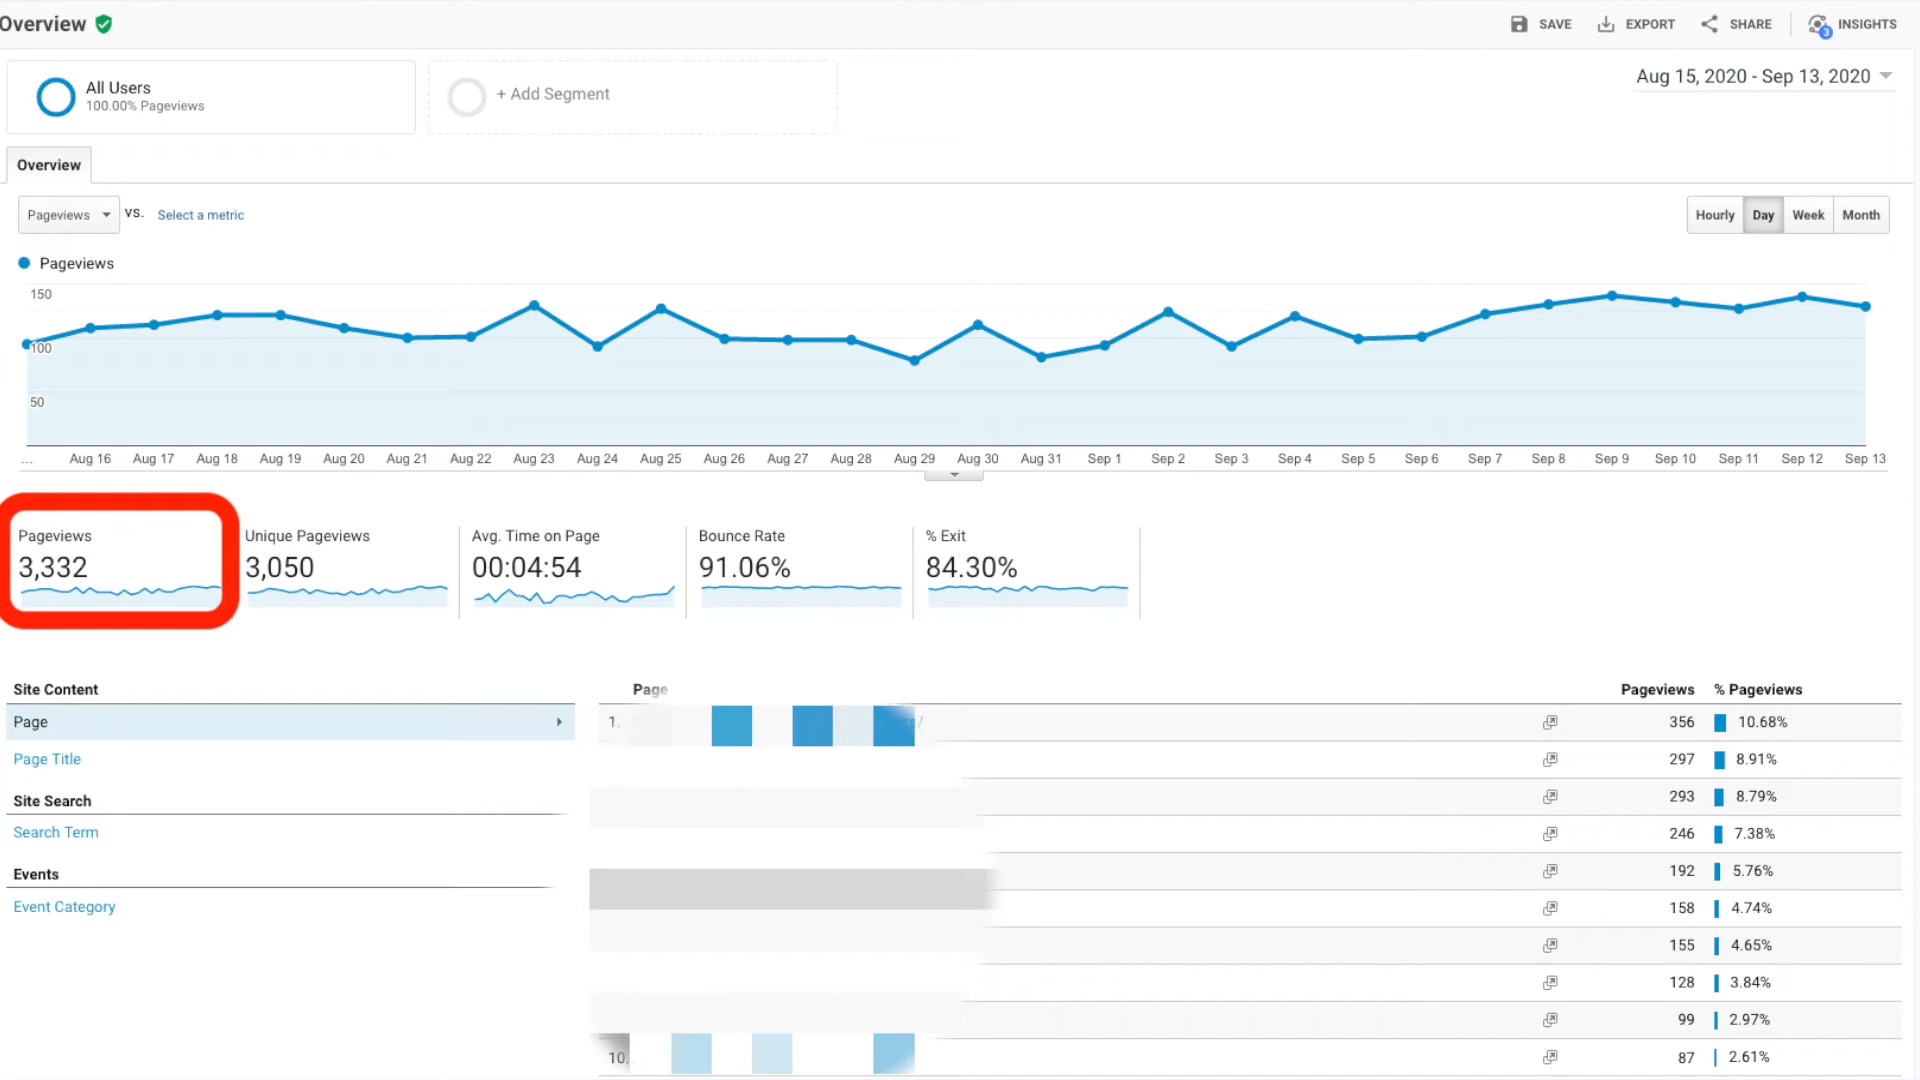 Overview
SAVE EXPORT SHARE 3 INSIGHTS
All Users
100.00% Pageviews
+ Add Segment
Aug 15, 2020 - Sep 13, 2020
Overview
Pageviews VS. Select a metric
Hourly Day Week Month
Pageviews
150
100
50
... Aug 16 Aug 17 Aug 18 Aug 19 Aug 20 Aug 21 Aug 22 Aug 23 Aug 24 Aug 25 Aug 26 Aug 27 Aug 28 Aug 29 Aug 30 Aug 31 Sep 1 Sep 2 Sep 3 Sep 4 Sep 5 Sep 6 Sep 7 Sep 8 Sep 9 Sep 10 Sep 11 Sep 12 Sep 13
Pageviews
3,332
Unique Pageviews
3,050
Avg. Time on Page
00:04:54
Bounce Rate
91.06%
% Exit
84.30%
Site Content
Page
Page Title
Site Search
Search Term
Events
Event Category
Page Pageviews % Pageviews
1. 356 10.68%
297 8.91%
293 8.79%
246 7.38%
192 5.76%
158 4.74%
155 4.65%
128 3.84%
99 2.97%
10. 87 2.61%